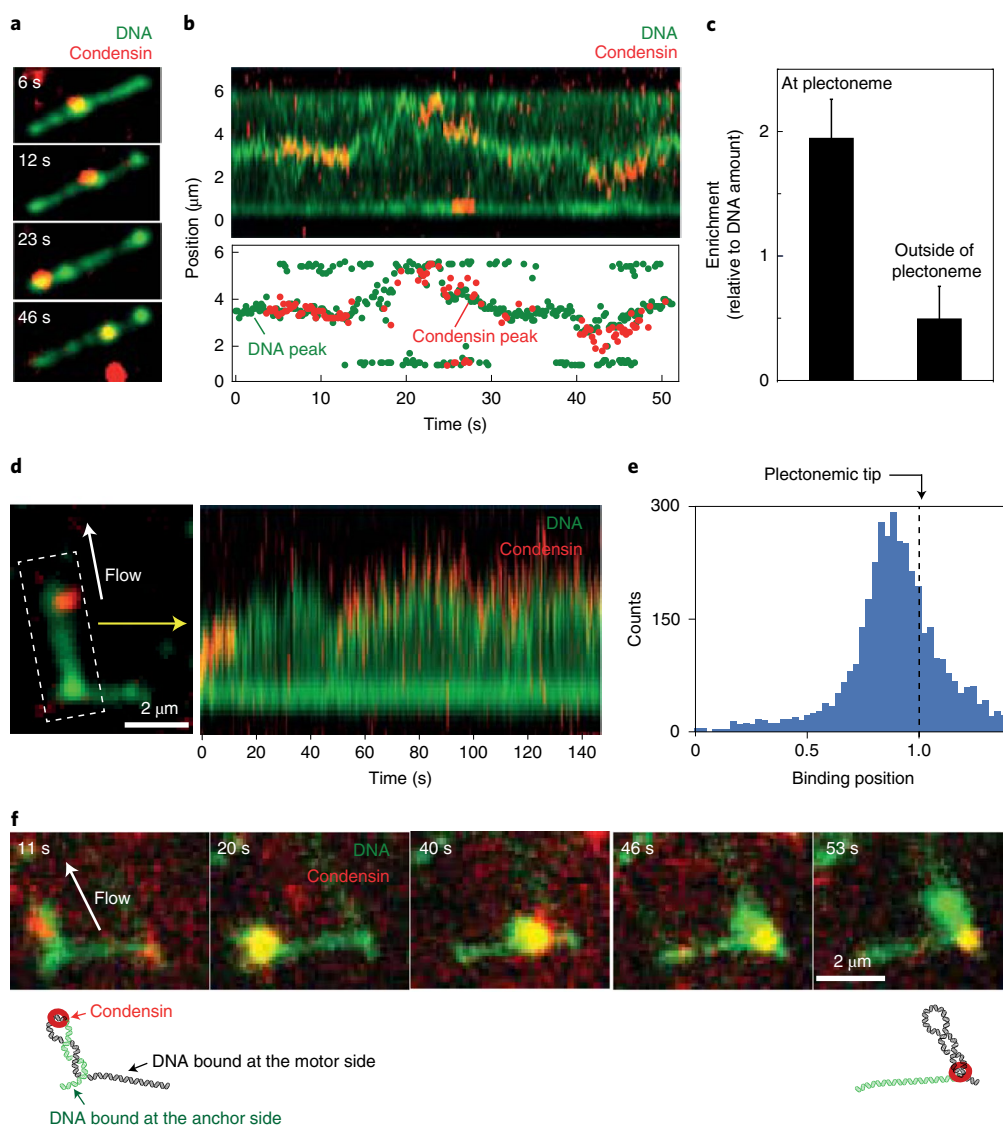 a
DNA
Condensin
6 s
12 s
23 s
46 s
b
DNA
Condensin
6
4
2
0
Position (μm)
6
4
2
0
DNA peak
Condensin peak
0 10 20 30 40 50
Time (s)
c
Enrichment
(relative to DNA amount)
2
1
0
At plectoneme
Outside of
plectoneme
d
Flow
2 μm
DNA
Condensin
0 20 40 60 80 100 120 140
Time (s)
e
Plectonemic tip
300
150
0
Counts
0 0.5 1.0
Binding position
f
11 s
Flow
20 s
DNA
Condensin
40 s
46 s
53 s
2 μm
Condensin
DNA bound at the motor side
DNA bound at the anchor side